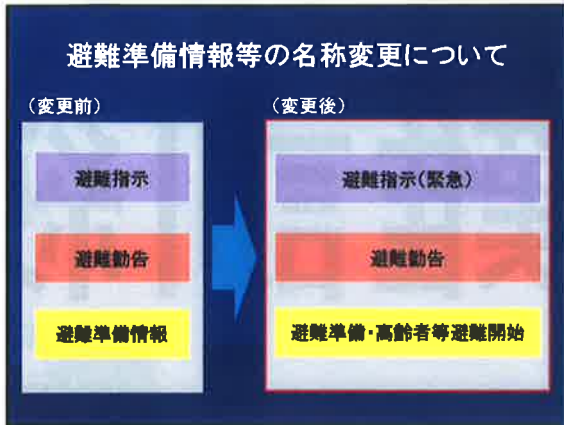 避難準備情報等の名称変更について
（変更前）
避難指示
避難勧告
避難準備情報
（変更後）
避難指示（緊急）
避難勧告
避難準備・高齢者等避難開始